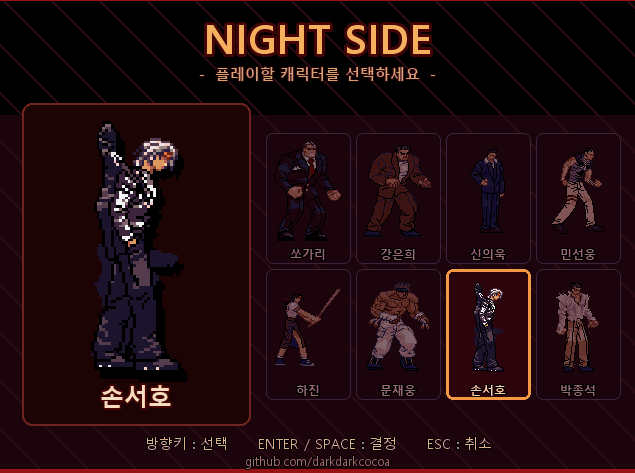 NIGHT SIDE
- 플레이할 캐릭터를 선택하세요 -
쏘가리
강은희
신의욱
민선웅
하진
문재웅
손서호
박종석
손서호
방향키 : 선택 ENTER / SPACE : 결정 ESC : 취소
github.com/darkdarkcocoa